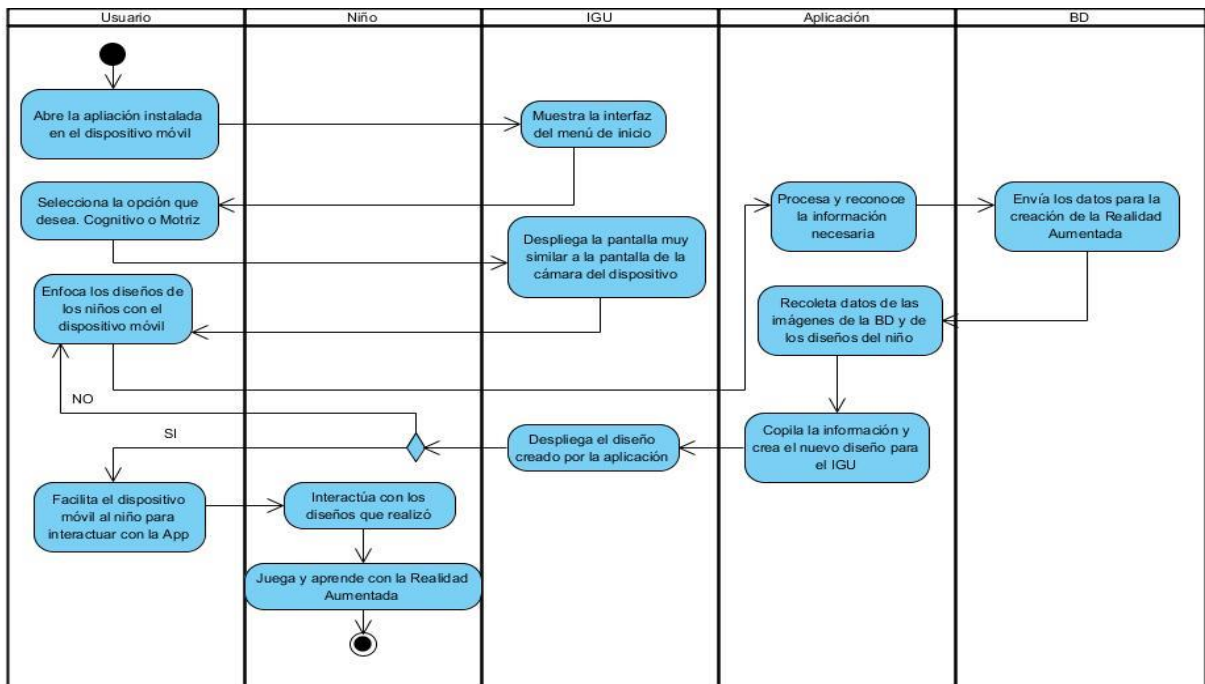 Usuario
Niño
IGU
Aplicación
BD
Abre la apliación instalada
en el dispositivo móvil
Muestra la interfaz
del menú de inicio
Selecciona la opción que
desea. Cognitivo o Motriz
Procesa y reconoce
la información
necesaria
Envía los datos para la
creación de la Realidad
Aumentada
Despliega la pantalla muy
similar a la pantalla de la
cámara del dispositivo
Enfoca los diseños de
los niños con el
dispositivo móvil
Recoleta datos de las
imágenes de la BD y de
los diseños del niño
NO
SI
Despliega el diseño
creado por la aplicación
Copila la información y
crea el nuevo diseño para
el IGU
Facilita el dispositivo
móvil al niño para
interactuar con la App
Interactúa con los
diseños que realizó
Juega y aprende con la Realidad
Aumentada